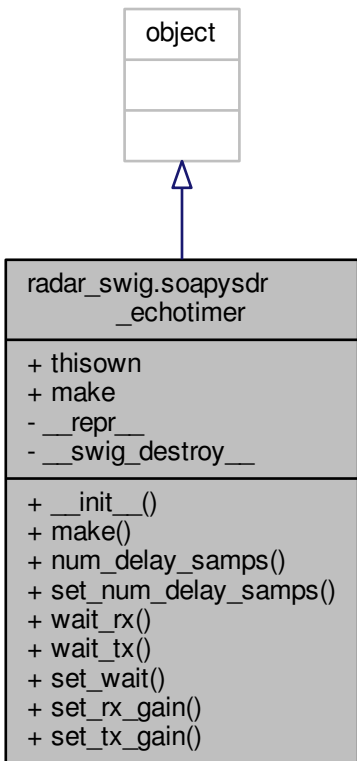 object
radar_swig.soapysdr
_echotimer
+ thisown
+ make
- __repr__
- __swig_destroy__
+ __init__()
+ make()
+ num_delay_samps()
+ set_num_delay_samps()
+ wait_rx()
+ wait_tx()
+ set_wait()
+ set_rx_gain()
+ set_tx_gain()